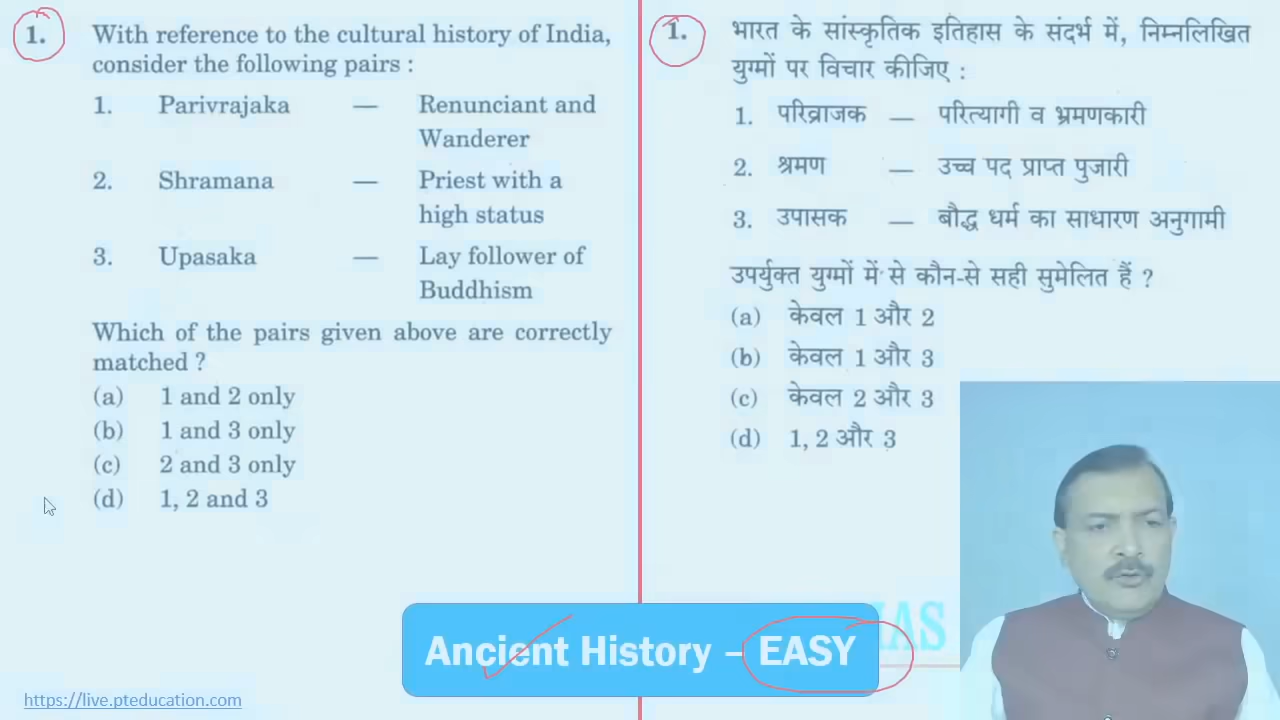 1. With reference to the cultural history of India,
consider the following pairs :
1. Parivrajaka — Renunciant and
Wanderer
2. Shramana — Priest with a
high status
3. Upasaka — Lay follower of
Buddhism
Which of the pairs given above are correctly
matched ?
(a) 1 and 2 only
(b) 1 and 3 only
(c) 2 and 3 only
(d) 1, 2 and 3
1. भारत के सांस्कृतिक इतिहास के संदर्भ में, निम्नलिखित
युग्मों पर विचार कीजिए :
1. परिव्राजक — परित्यागी व भ्रमणकारी
2. श्रमण — उच्च पद प्राप्त पुजारी
3. उपासक — बौद्ध धर्म का साधारण अनुगामी
उपर्युक्त युग्मों में से कौन-से सही सुमेलित हैं ?
(a) केवल 1 और 2
(b) केवल 1 और 3
(c) केवल 2 और 3
(d) 1, 2 और 3
IAS
Ancient History – EASY
https://live.pteducation.com